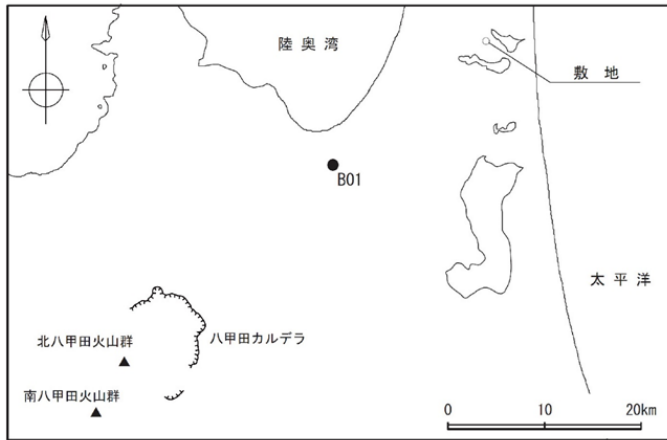 陸奥湾
敷地
B01
太平洋
北八甲田火山群
八甲田カルデラ
南八甲田火山群
0 10 20km